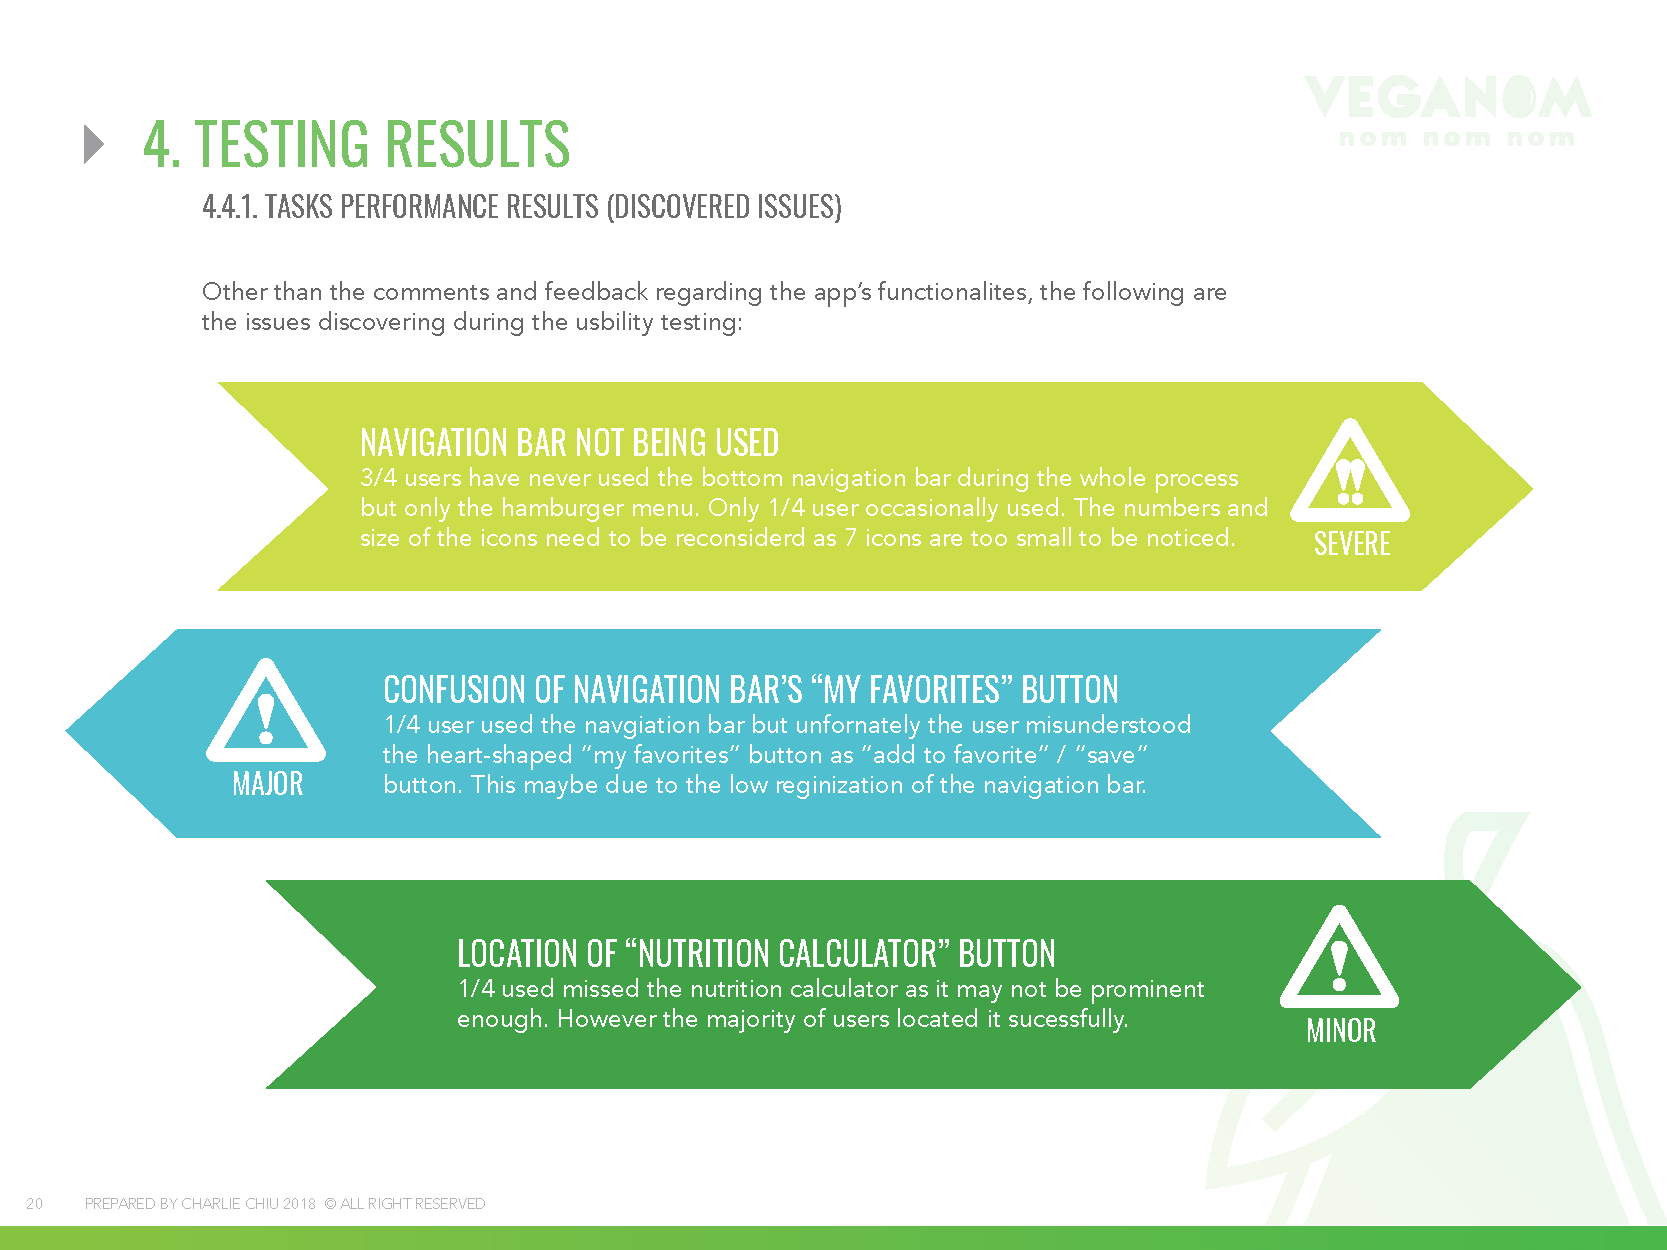 VEGANOM
nom nom nom
4. TESTING RESULTS
4.4.1. TASKS PERFORMANCE RESULTS (DISCOVERED ISSUES)
Other than the comments and feedback regarding the app’s functionalites, the following are
the issues discovering during the usbility testing:
NAVIGATION BAR NOT BEING USED
3/4 users have never used the bottom navigation bar during the whole process
but only the hamburger menu. Only 1/4 user occasionally used. The numbers and
size of the icons need to be reconsiderd as 7 icons are too small to be noticed.
SEVERE
CONFUSION OF NAVIGATION BAR’S “MY FAVORITES” BUTTON
1/4 user used the navgiation bar but unfornately the user misunderstood
the heart-shaped “my favorites” button as “add to favorite” / “save”
button. This maybe due to the low reginization of the navigation bar.
MAJOR
LOCATION OF “NUTRITION CALCULATOR” BUTTON
1/4 used missed the nutrition calculator as it may not be prominent
enough. However the majority of users located it sucessfully.
MINOR
20 PREPARED BY CHARLIE CHIU 2018 © ALL RIGHT RESERVED